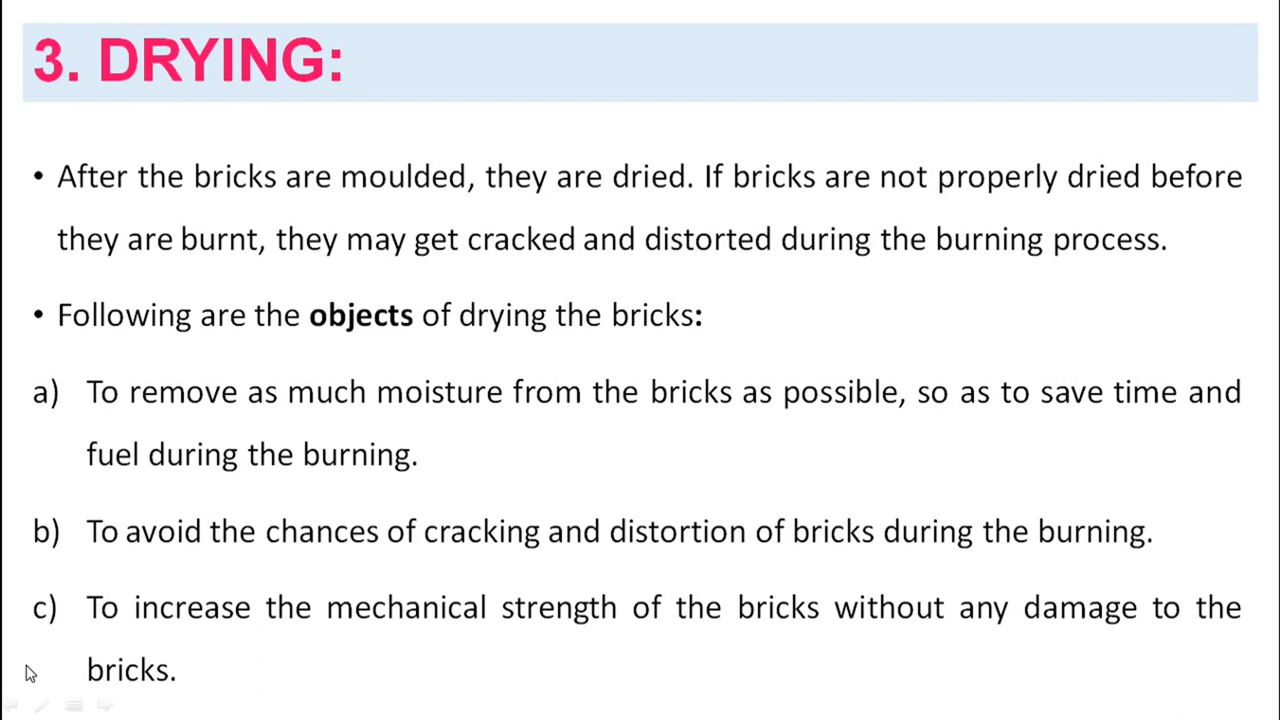 3. DRYING:
• After the bricks are moulded, they are dried. If bricks are not properly dried before
they are burnt, they may get cracked and distorted during the burning process.
• Following are the objects of drying the bricks:
a) To remove as much moisture from the bricks as possible, so as to save time and
fuel during the burning.
b) To avoid the chances of cracking and distortion of bricks during the burning.
c) To increase the mechanical strength of the bricks without any damage to the
bricks.